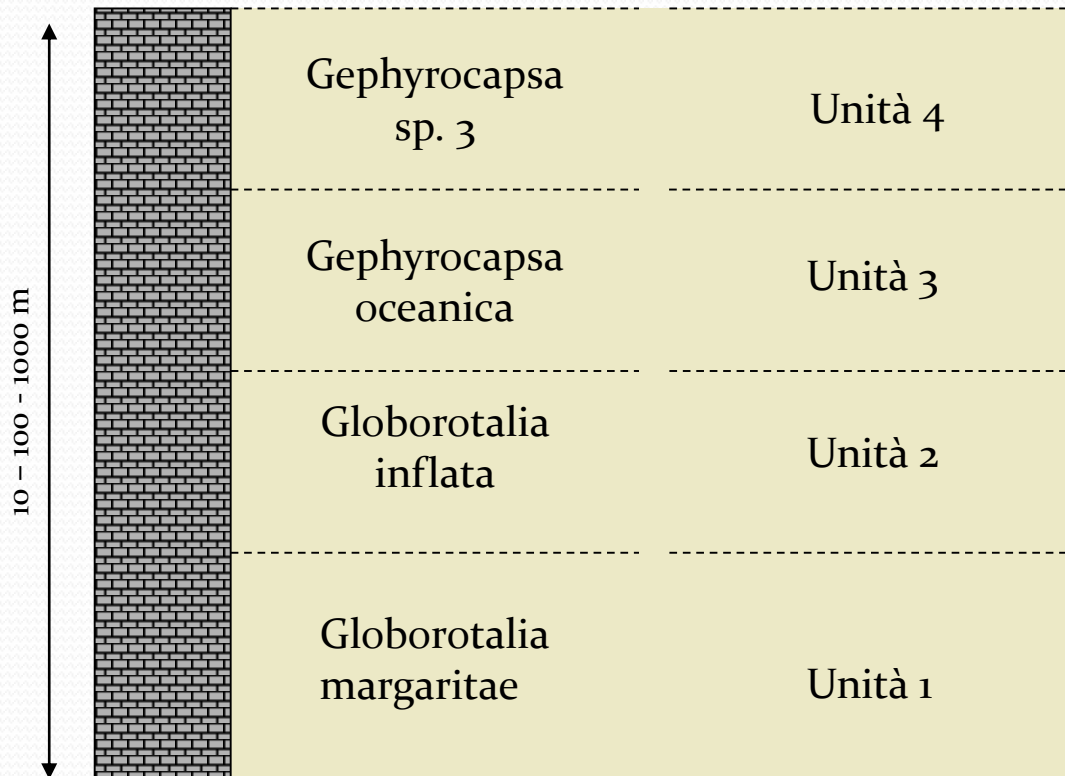 Gephyrocapsa
sp. 3
Unità 4
Gephyrocapsa
oceanica
Unità 3
10 – 100 - 1000 m
Globorotalia
inflata
Unità 2
Globorotalia
margaritae
Unità 1